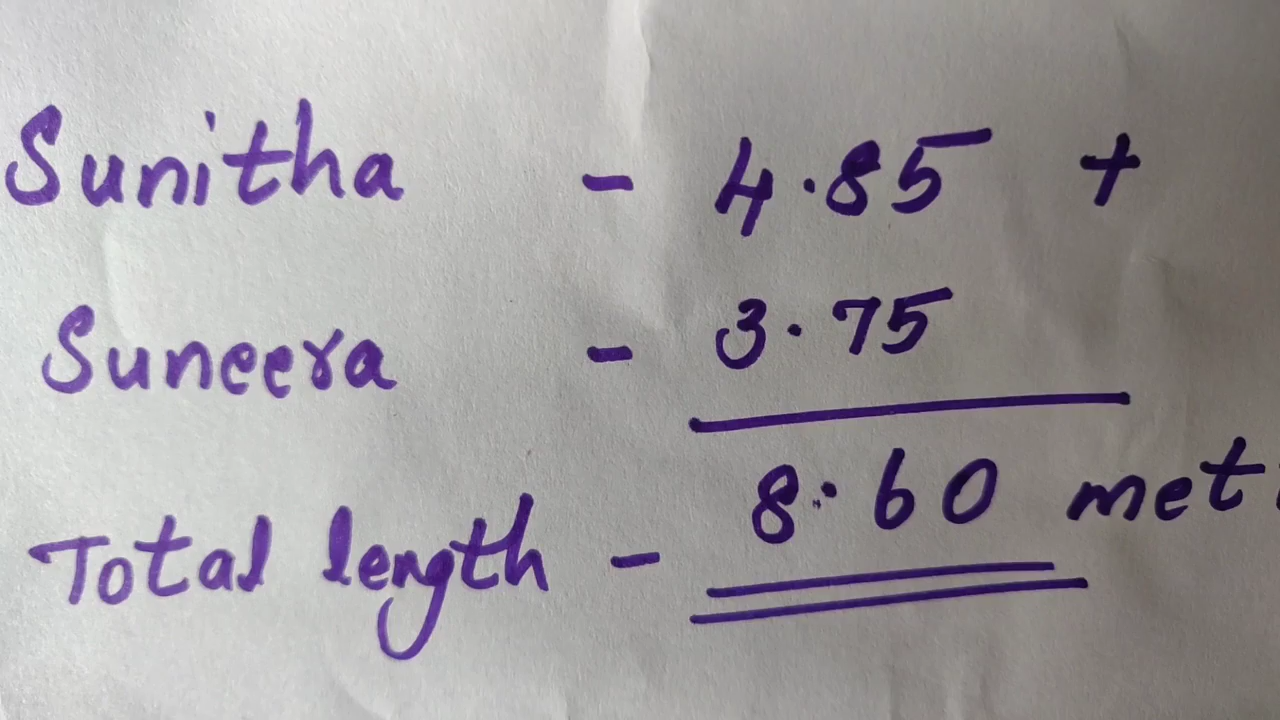 Sunitha - 4.85 +
Suneera - 3.75
Total length - 8.60 met